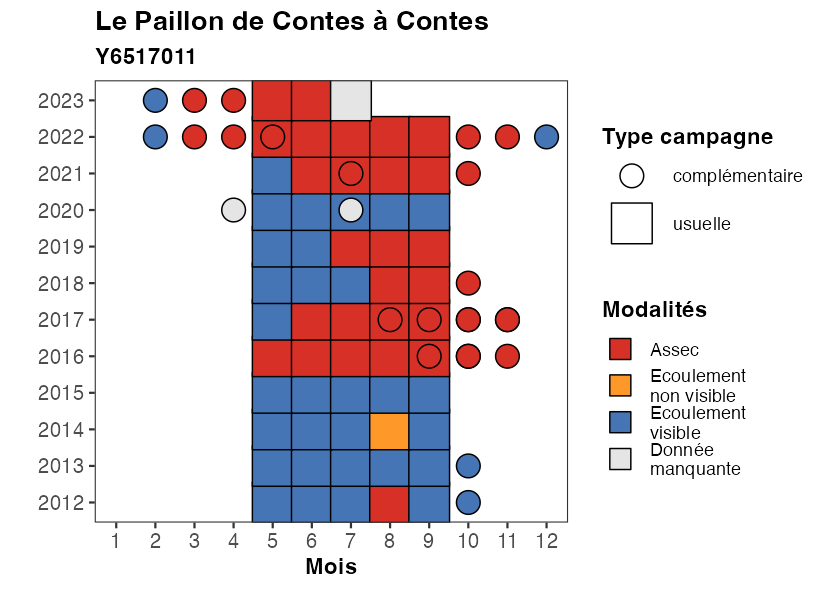 Le Paillon de Contes à Contes
Y6517011
2023
2022
2021
2020
2019
2018
2017
2016
2015
2014
2013
2012
1 2 3 4 5 6 7 8 9 10 11 12
Mois
Type campagne
complémentaire
usuelle
Modalités
Assec
Ecoulement
non visible
Ecoulement
visible
Donnée
manquante